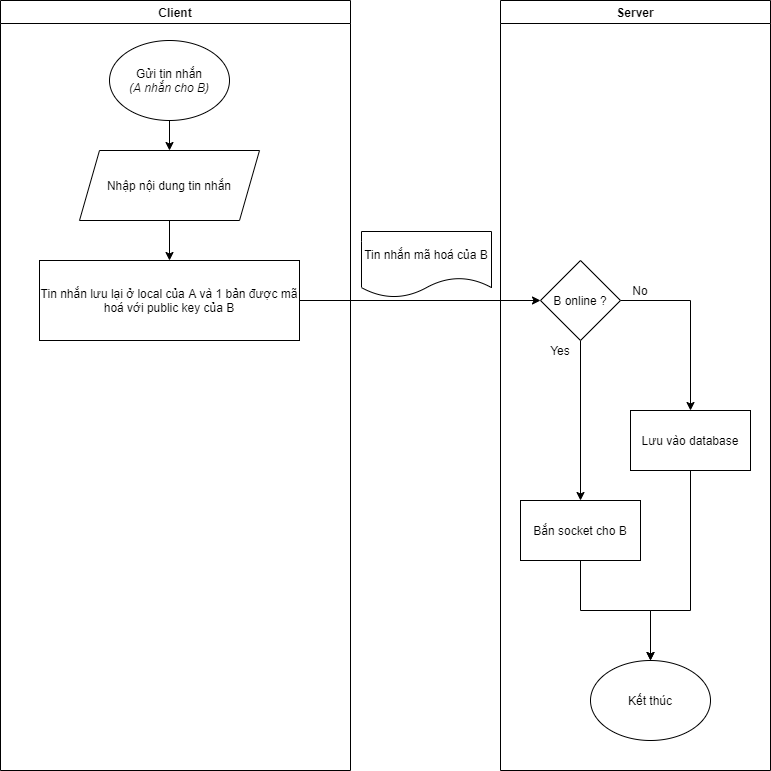 Client
Server
Gửi tin nhắn
(A nhắn cho B)
Nhập nội dung tin nhắn
Tin nhắn lưu lại ở local của A và 1 bản được mã
hoá với public key của B
Tin nhắn mã hoá của B
B online ?
No
Yes
Lưu vào database
Bắn socket cho B
Kết thúc